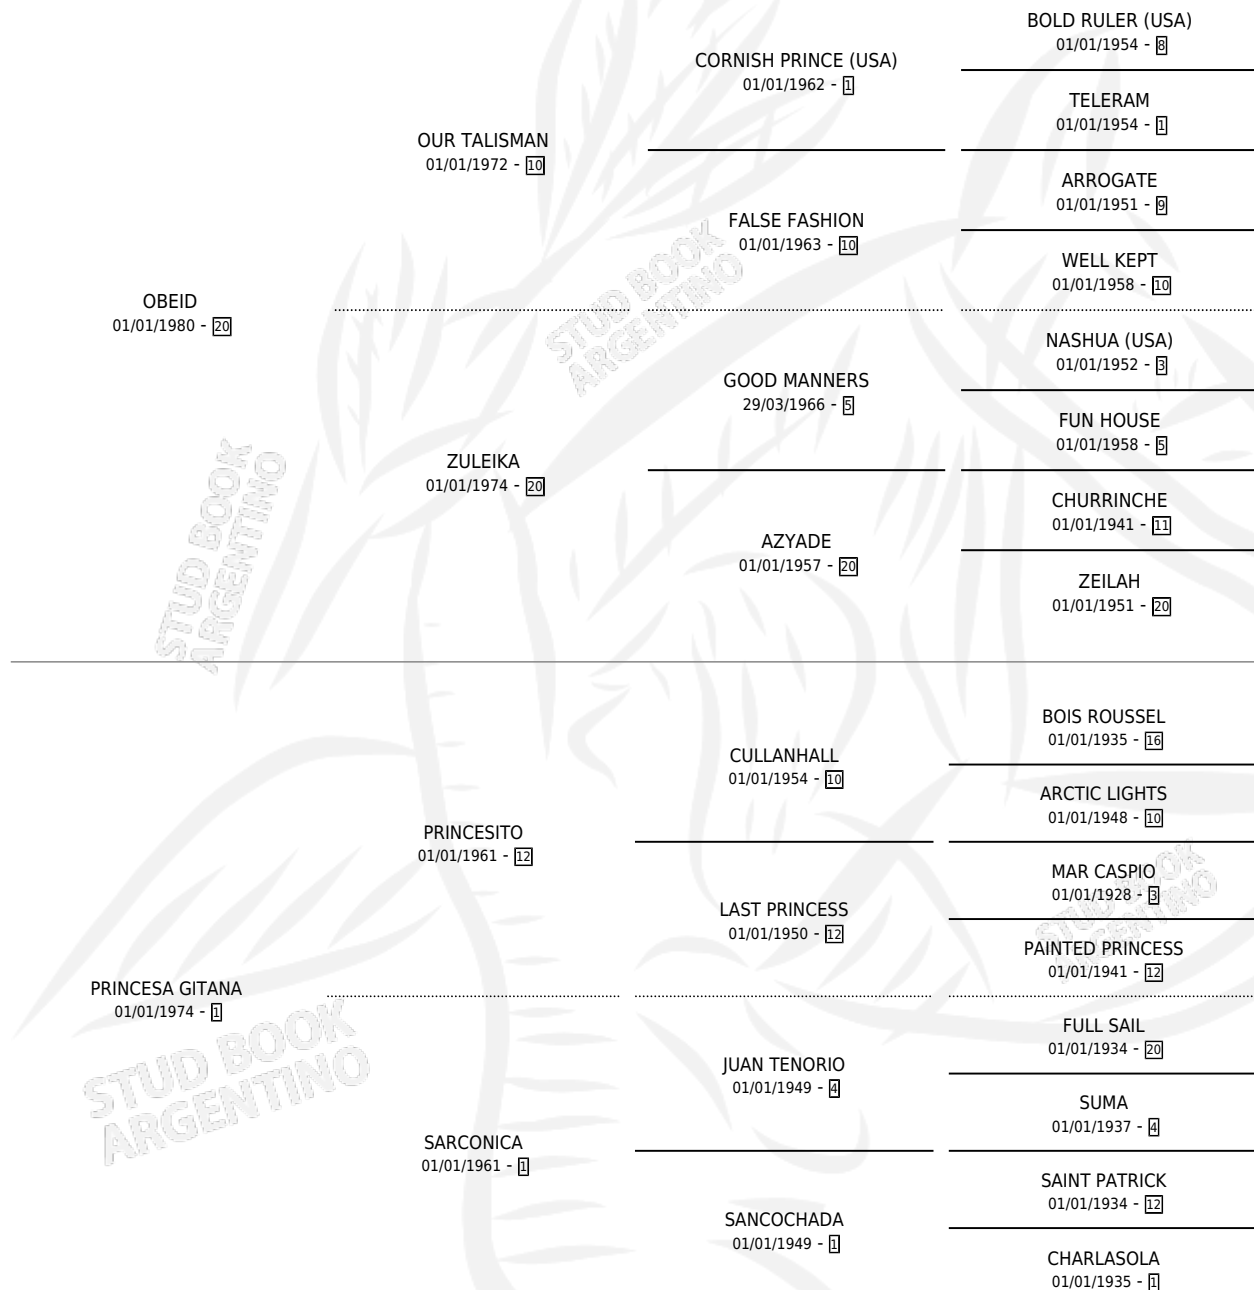 BOLD RULER (USA)
01/01/1954 - 8
CORNISH PRINCE (USA)
01/01/1962 - 1
TELERAM
01/01/1954 - 1
OUR TALISMAN
01/01/1972 - 10
ARROGATE
01/01/1951 - 9
FALSE FASHION
01/01/1963 - 10
WELL KEPT
01/01/1958 - 10
OBEID
01/01/1980 - 20
STUD BOOK
ARGENTINO
NASHUA (USA)
01/01/1952 - 3
GOOD MANNERS
29/03/1966 - 5
FUN HOUSE
01/01/1958 - 5
ZULEIKA
01/01/1974 - 20
CHURRINCHE
01/01/1941 - 11
AZYADE
01/01/1957 - 20
ZEILAH
01/01/1951 - 20
STUD BOOK
ARGENTINO
BOIS ROUSSEL
01/01/1935 - 16
CULLANHALL
01/01/1954 - 10
ARCTIC LIGHTS
01/01/1948 - 10
PRINCESITO
01/01/1961 - 12
MAR CASPIO
01/01/1928 - 3
LAST PRINCESS
01/01/1950 - 12
STUD BOOK
ARGENTINO
PAINTED PRINCESS
01/01/1941 - 12
PRINCESA GITANA
01/01/1974 - 1
STUD BOOK
ARGENTINO
FULL SAIL
01/01/1934 - 20
JUAN TENORIO
01/01/1949 - 4
SUMA
01/01/1937 - 4
SARCONICA
01/01/1961 - 1
SAINT PATRICK
01/01/1934 - 12
SANCOCHADA
01/01/1949 - 1
CHARLASOLA
01/01/1935 - 1